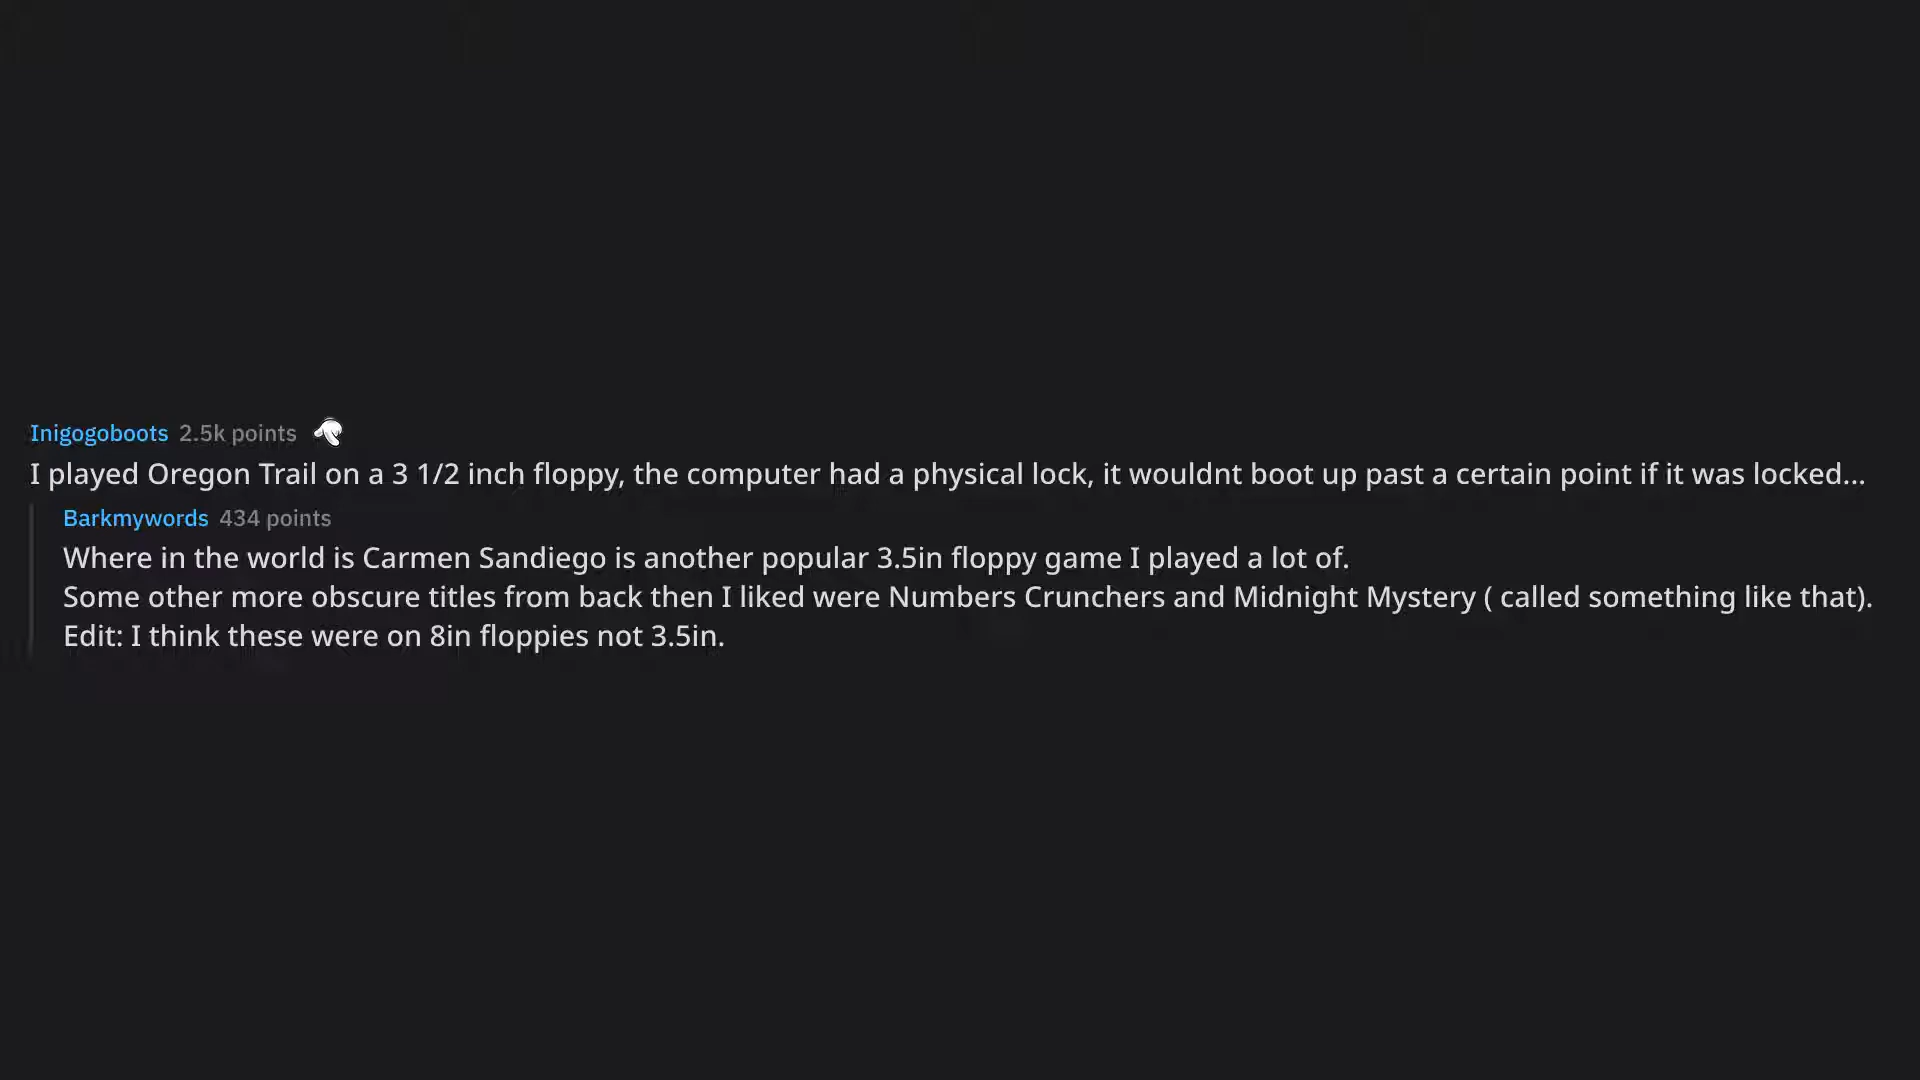 Inigogoboots 2.5k points
I played Oregon Trail on a 3 1/2 inch floppy, the computer had a physical lock, it wouldnt boot up past a certain point if it was locked...
Barkmywords 434 points
Where in the world is Carmen Sandiego is another popular 3.5in floppy game I played a lot of.
Some other more obscure titles from back then I liked were Numbers Crunchers and Midnight Mystery ( called something like that).
Edit: I think these were on 8in floppies not 3.5in.